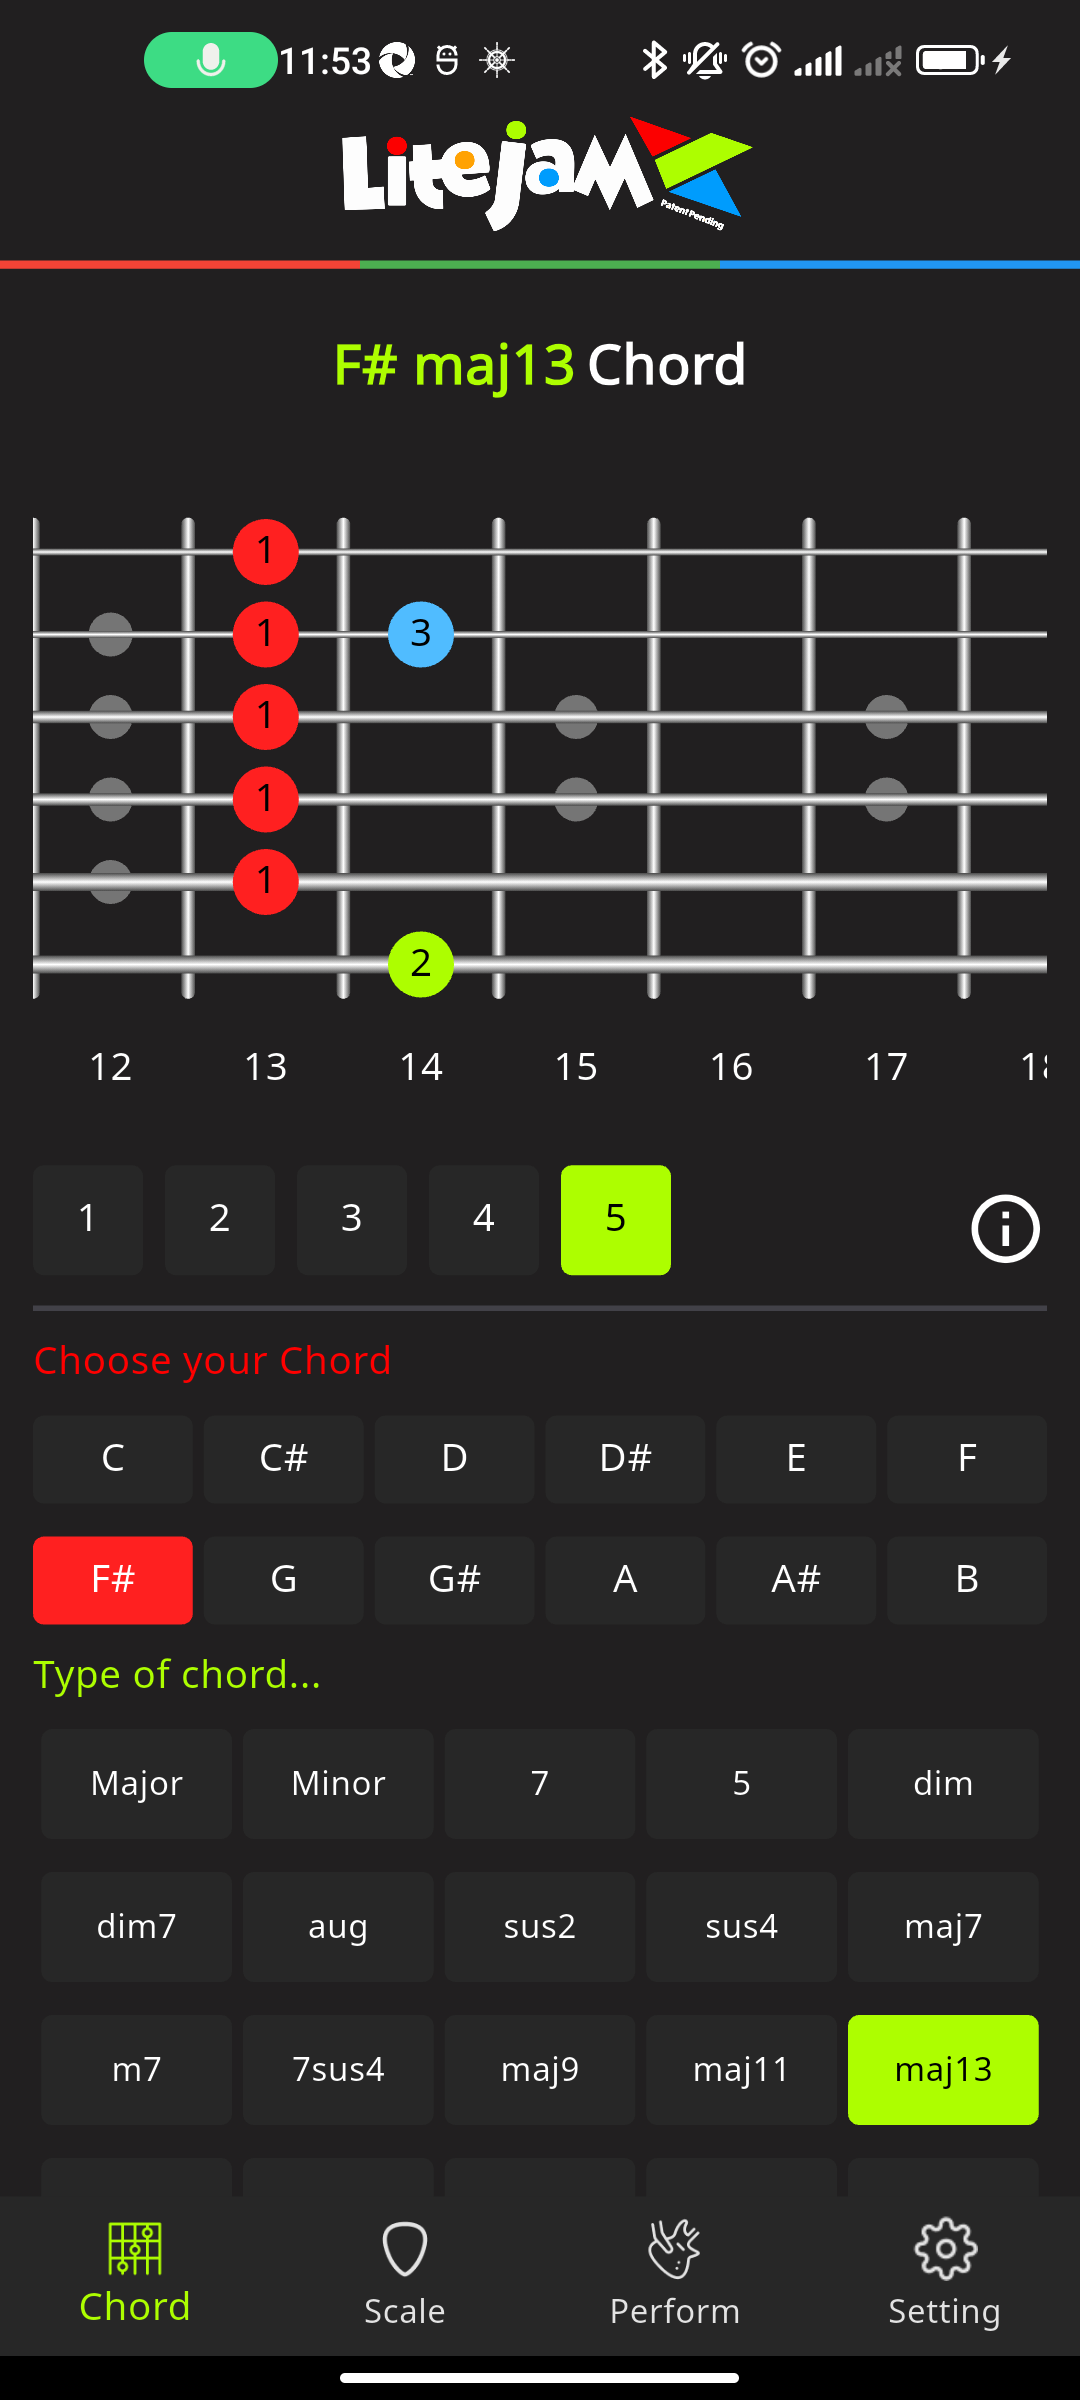 11:53
Litejam
Patent Pending
F# maj13 Chord
1
1 3
1
1
1
2
12 13 14 15 16 17 18
1 2 3 4 5
Choose your Chord
C C# D D# E F
F# G G# A A# B
Type of chord...
Major Minor 7 5 dim
dim7 aug sus2 sus4 maj7
m7 7sus4 maj9 maj11 maj13
Chord Scale Perform Setting